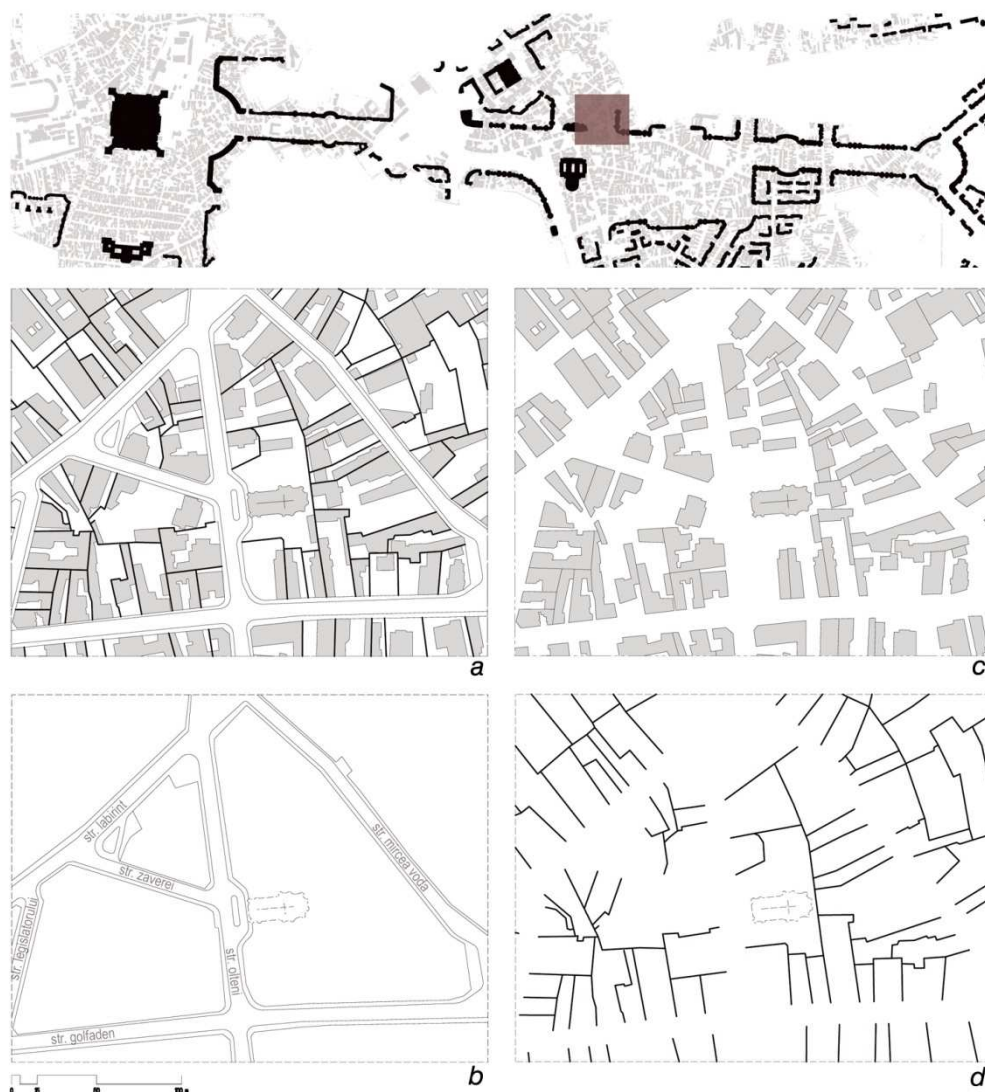 a
c
str. labirint
str. mircea voda
str. zaverei
str. legislatorului
str. olteni
str. golfaden
b
d